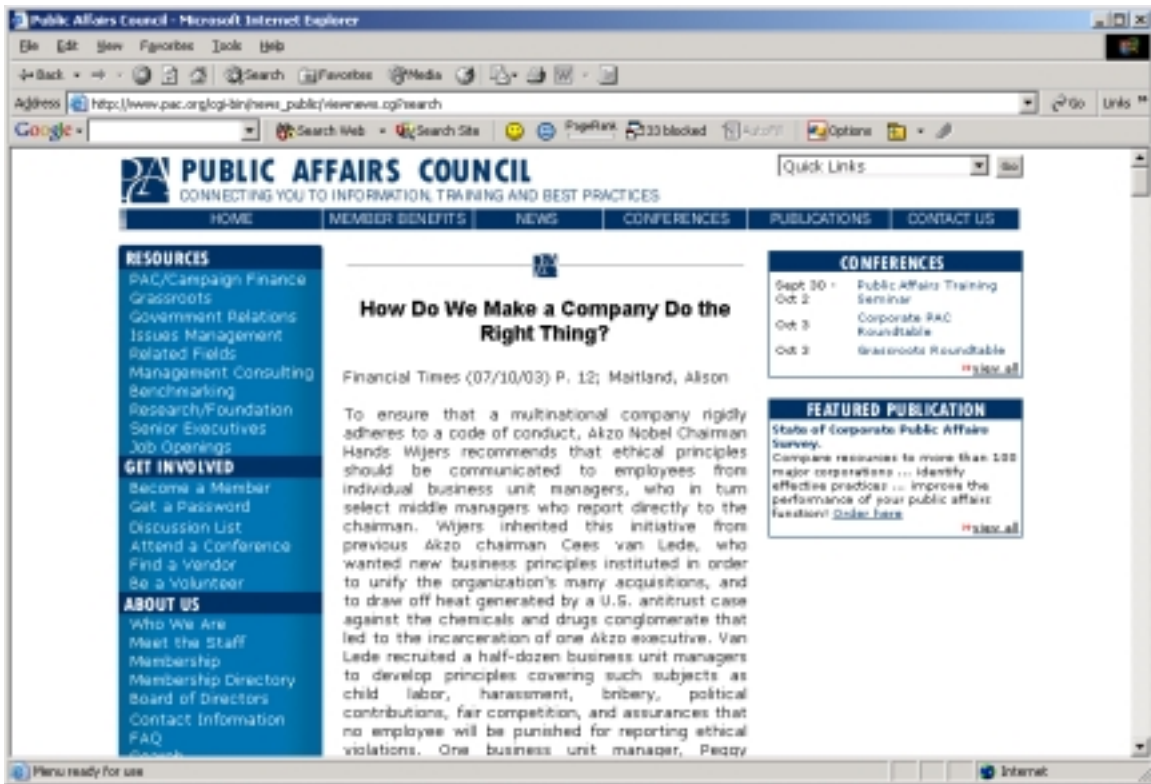 Public Affairs Council - Microsoft Internet Explorer
File Edit View Favorites Tools Help
Back Search Favorites Media
Address http://www.pac.org/cgi-bin/news_public/viewnews.cgi?search Go Links »
Google Search Web Search Site PageRank 33 blocked AutoFill Options
PUBLIC AFFAIRS COUNCIL
CONNECTING YOU TO INFORMATION, TRAINING AND BEST PRACTICES
Quick Links Go
HOME MEMBER BENEFITS NEWS CONFERENCES PUBLICATIONS CONTACT US
RESOURCES
PAC/Campaign Finance
Grassroots
Government Relations
Issues Management
Related Fields
Management Consulting
Benchmarking
Research/Foundation
Senior Executives
Job Openings
GET INVOLVED
Become a Member
Get a Password
Discussion List
Attend a Conference
Find a Vendor
Be a Volunteer
ABOUT US
Who We Are
Meet the Staff
Membership
Membership Directory
Board of Directors
Contact Information
FAQ
Search
How Do We Make a Company Do the
Right Thing?
Financial Times (07/10/03) P. 12; Maitland, Alison
To ensure that a multinational company rigidly
adheres to a code of conduct, Akzo Nobel Chairman
Hands Wijers recommends that ethical principles
should be communicated to employees from
individual business unit managers, who in turn
select middle managers who report directly to the
chairman. Wijers inherited this initiative from
previous Akzo chairman Cees van Lede, who
wanted new business principles instituted in order
to unify the organization's many acquisitions, and
to draw off heat generated by a U.S. antitrust case
against the chemicals and drugs conglomerate that
led to the incarceration of one Akzo executive. Van
Lede recruited a half-dozen business unit managers
to develop principles covering such subjects as
child labor, harassment, bribery, political
contributions, fair competition, and assurances that
no employee will be punished for reporting ethical
violations. One business unit manager, Peggy
CONFERENCES
Sept 30 - Public Affairs Training
Oct 2 Seminar
Oct 3 Corporate PAC
Roundtable
Oct 3 Grassroots Roundtable
view all
FEATURED PUBLICATION
State of Corporate Public Affairs
Survey.
Compare resources to more than 100
major corporations ... identify
effective practices ... improve the
performance of your public affairs
function! Order here
view all
Menu ready for use
Internet